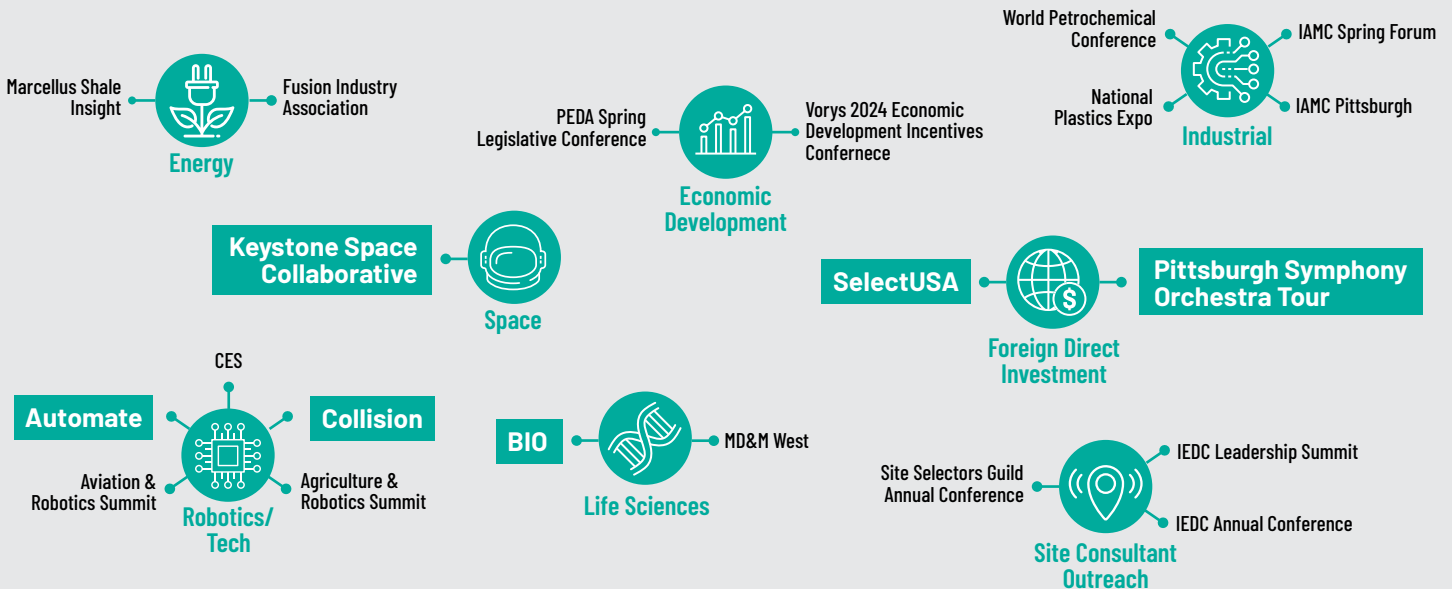 Marcellus Shale
Insight
Fusion Industry
Association
Energy
PEDA Spring
Legislative Conference
Vorys 2024 Economic
Development Incentives
Confernece
Economic
Development
World Petrochemical
Conference
IAMC Spring Forum
National
Plastics Expo
IAMC Pittsburgh
Industrial
Keystone Space
Collaborative
Space
SelectUSA
$
Pittsburgh Symphony
Orchestra Tour
Foreign Direct
Investment
CES
Automate
Collision
Aviation &
Robotics Summit
Agriculture &
Robotics Summit
Robotics/
Tech
BIO
MD&M West
Life Sciences
Site Selectors Guild
Annual Conference
IEDC Leadership Summit
IEDC Annual Conference
Site Consultant
Outreach